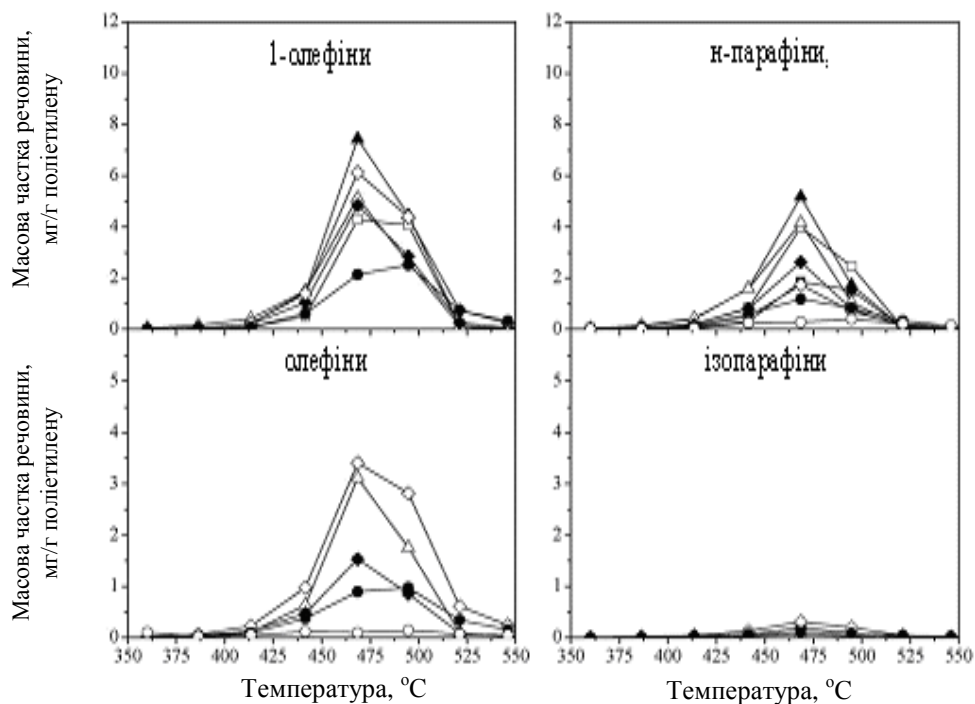 Масова частка речовини,
мг/г поліетилену
12
10
8
6
4
2
0
1-олефіни
12
10
8
6
4
2
0
н-парафіни
Масова частка речовини,
мг/г поліетилену
5
4
3
2
1
0
олефіни
5
4
3
2
1
0
ізопарафіни
350 375 400 425 450 475 500 525 550
350 375 400 425 450 475 500 525 550
Температура, °С
Температура, °С